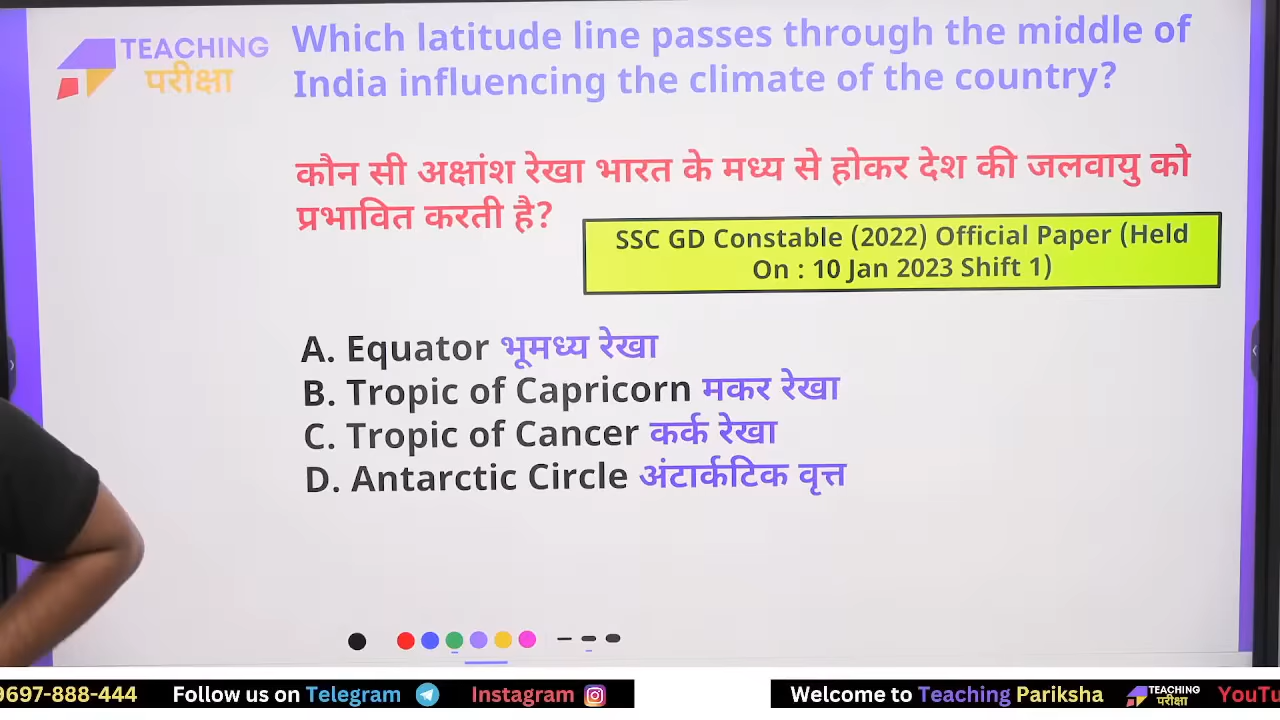 TEACHING
परीक्षा
Which latitude line passes through the middle of
India influencing the climate of the country?
कौन सी अक्षांश रेखा भारत के मध्य से होकर देश की जलवायु को
प्रभावित करती है?
SSC GD Constable (2022) Official Paper (Held
On : 10 Jan 2023 Shift 1)
A. Equator भूमध्य रेखा
B. Tropic of Capricorn मकर रेखा
C. Tropic of Cancer कर्क रेखा
D. Antarctic Circle अंटार्कटिक वृत्त
9697-888-444 Follow us on Telegram Instagram Welcome to Teaching Pariksha TEACHING परीक्षा YouTu